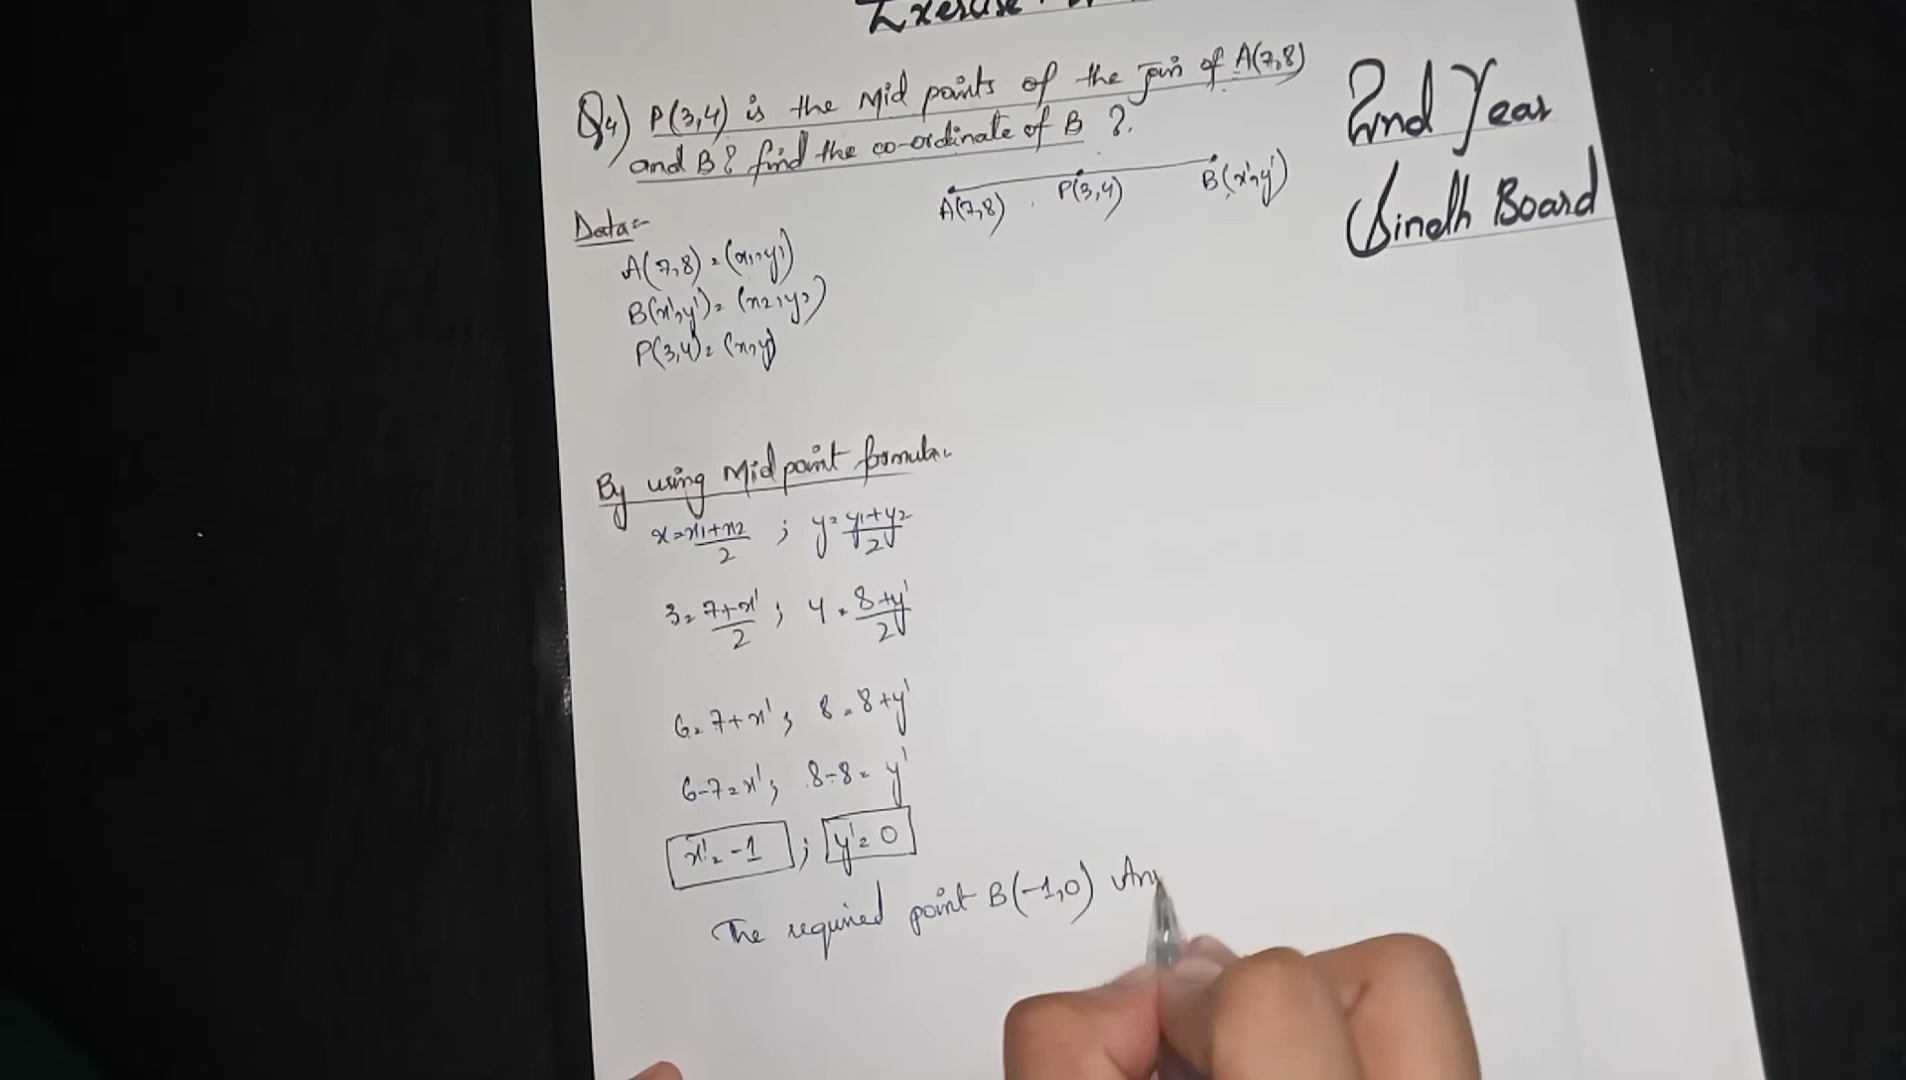 Exercise
Q4) P(3,4) is the Mid points of the join of A(7,8)
and B? find the co-ordinate of B ?.
2nd Year
Sindh Board
A(7,8) P(3,4) B(x',y')
Data:-
A(7,8) = (x1,y1)
B(x',y') = (x2,y2)
P(3,4) = (x,y)
By using Mid point formula:-
x = x1+x2/2 ; y = y1+y2/2
3 = 7+x'/2 ; 4 = 8+y'/2
6 = 7+x' ; 8 = 8+y'
6-7 = x' ; 8-8 = y'
x' = -1 ; y' = 0
The required point B(-1,0) Ans